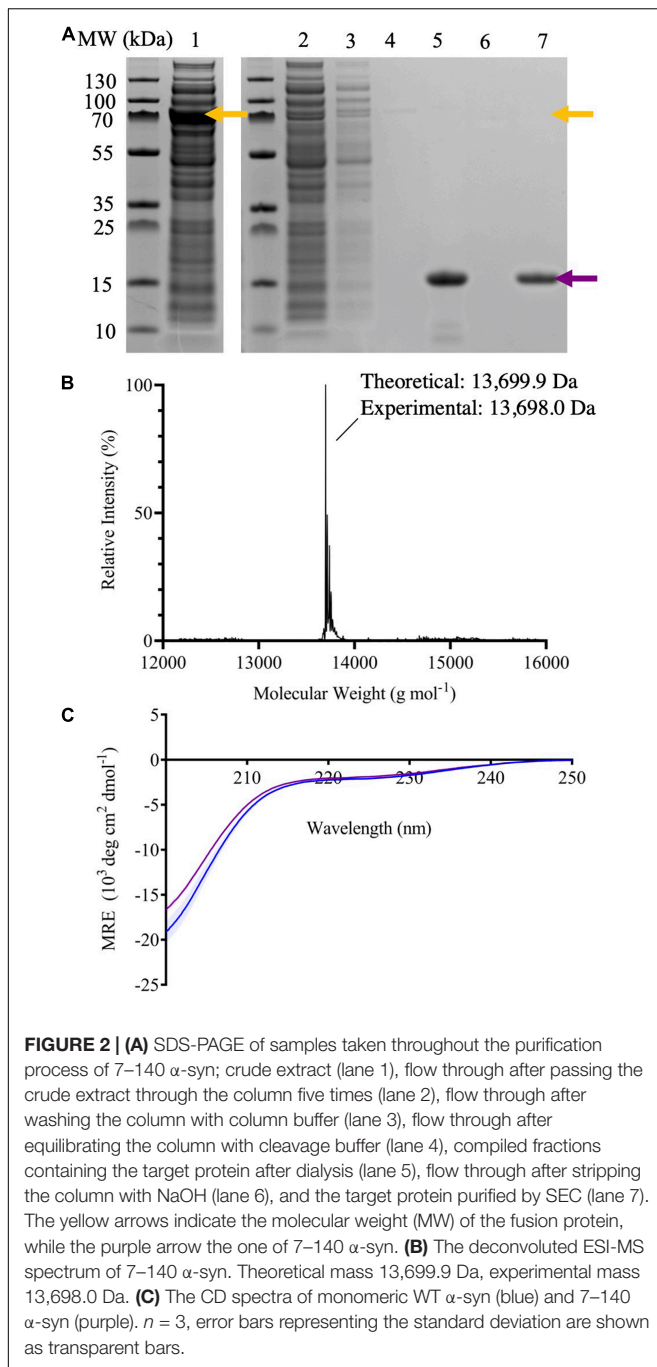 A
MW (kDa) 1 2 3 4 5 6 7
130
100
70
55
35
25
15
10
B
Theoretical: 13,699.9 Da
Experimental: 13,698.0 Da
100
50
0
Relative Intensity (%)
12000 13000 14000 15000 16000
Molecular Weight (g mol⁻¹)
C
5
0
-5
-10
-15
-20
-25
MRE (10³ deg cm² dmol⁻¹)
210 220 230 240 250
Wavelength (nm)
FIGURE 2 | (A) SDS-PAGE of samples taken throughout the purification
process of 7–140 α-syn; crude extract (lane 1), flow through after passing the
crude extract through the column five times (lane 2), flow through after
washing the column with column buffer (lane 3), flow through after
equilibrating the column with cleavage buffer (lane 4), compiled fractions
containing the target protein after dialysis (lane 5), flow through after stripping
the column with NaOH (lane 6), and the target protein purified by SEC (lane 7).
The yellow arrows indicate the molecular weight (MW) of the fusion protein,
while the purple arrow the one of 7–140 α-syn. (B) The deconvoluted ESI-MS
spectrum of 7–140 α-syn. Theoretical mass 13,699.9 Da, experimental mass
13,698.0 Da. (C) The CD spectra of monomeric WT α-syn (blue) and 7–140
α-syn (purple). n = 3, error bars representing the standard deviation are shown
as transparent bars.